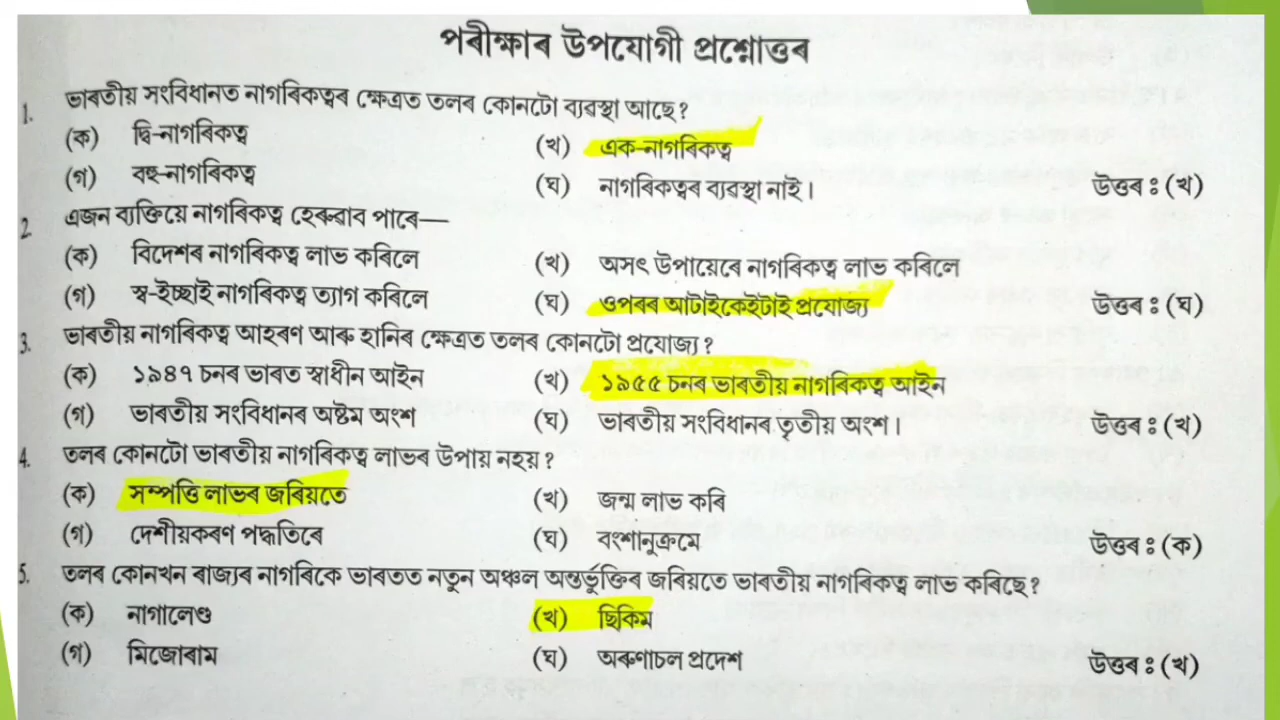 পৰীক্ষাৰ উপযোগী প্ৰশ্নোত্তৰ
1. ভাৰতীয় সংবিধানত নাগৰিকত্বৰ ক্ষেত্ৰত তলৰ কোনটো ব্যৱস্থা আছে?
(ক) দ্বি-নাগৰিকত্ব (খ) এক-নাগৰিকত্ব
(গ) বহু-নাগৰিকত্ব (ঘ) নাগৰিকত্বৰ ব্যৱস্থা নাই। উত্তৰ : (খ)
2. এজন ব্যক্তিয়ে নাগৰিকত্ব হেৰুৱাব পাৰে—
(ক) বিদেশৰ নাগৰিকত্ব লাভ কৰিলে (খ) অসৎ উপায়েৰে নাগৰিকত্ব লাভ কৰিলে
(গ) স্ব-ইচ্ছাই নাগৰিকত্ব ত্যাগ কৰিলে (ঘ) ওপৰৰ আটাইকেইটাই প্ৰযোজ্য উত্তৰ : (ঘ)
3. ভাৰতীয় নাগৰিকত্ব আহৰণ আৰু হানিৰ ক্ষেত্ৰত তলৰ কোনটো প্ৰযোজ্য?
(ক) ১৯৪৭ চনৰ ভাৰত স্বাধীন আইন (খ) ১৯৫৫ চনৰ ভাৰতীয় নাগৰিকত্ব আইন
(গ) ভাৰতীয় সংবিধানৰ অষ্টম অংশ (ঘ) ভাৰতীয় সংবিধানৰ তৃতীয় অংশ। উত্তৰ : (খ)
4. তলৰ কোনটো ভাৰতীয় নাগৰিকত্ব লাভৰ উপায় নহয়?
(ক) সম্পত্তি লাভৰ জৰিয়তে (খ) জন্ম লাভ কৰি
(গ) দেশীয়কৰণ পদ্ধতিৰে (ঘ) বংশানুক্ৰমে উত্তৰ : (ক)
5. তলৰ কোনখন ৰাজ্যৰ নাগৰিকে ভাৰতত নতুন অঞ্চল অন্তৰ্ভুক্তিৰ জৰিয়তে ভাৰতীয় নাগৰিকত্ব লাভ কৰিছে?
(ক) নাগালেণ্ড (খ) ছিকিম
(গ) মিজোৰাম (ঘ) অৰুণাচল প্ৰদেশ উত্তৰ : (খ)